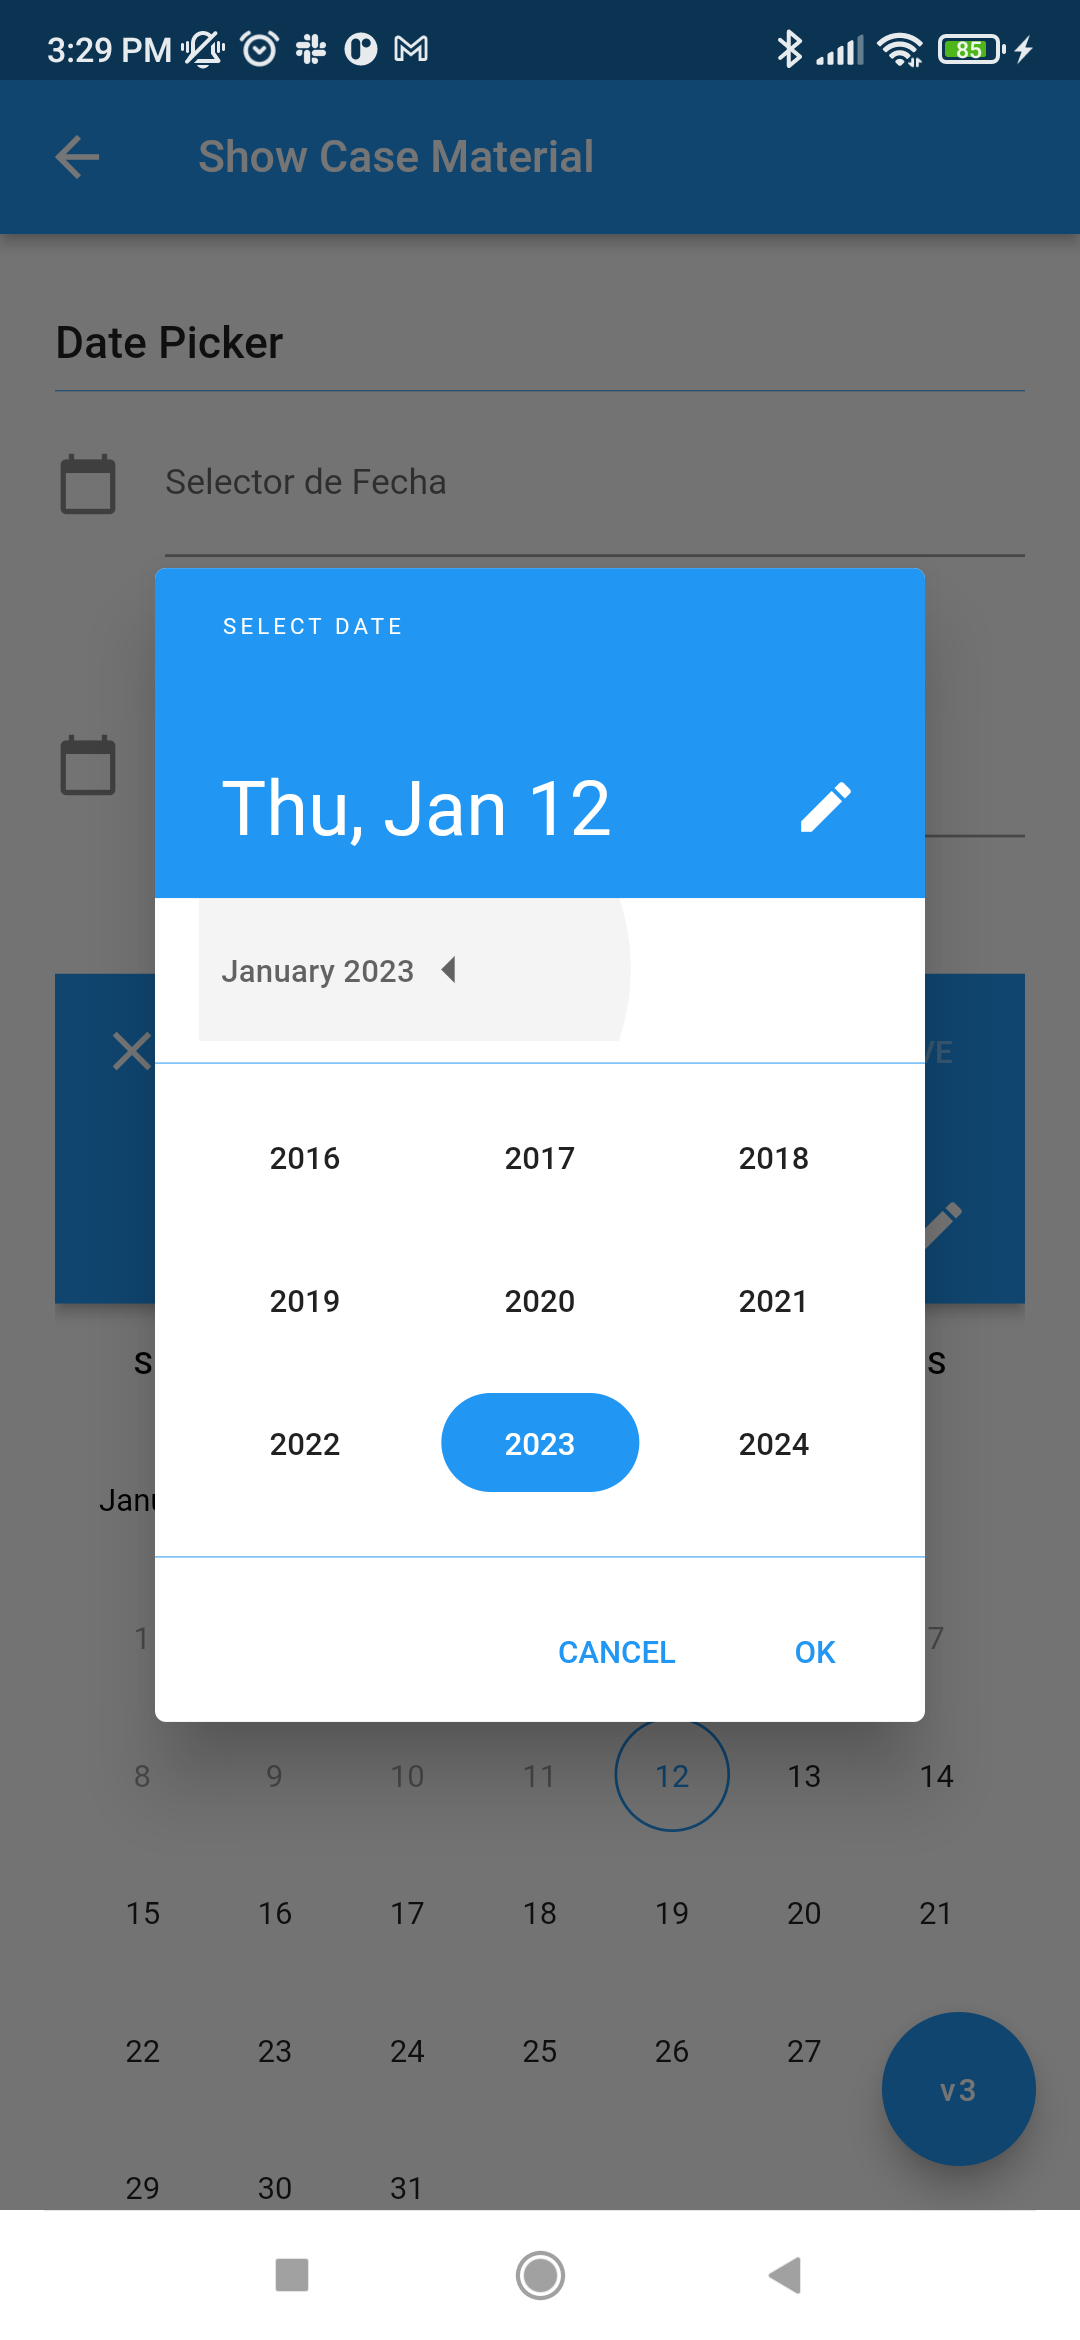 3:29 PM
85
Show Case Material
Date Picker
Selector de Fecha
SELECT DATE
Thu, Jan 12
January 2023
2016 2017 2018
2019 2020 2021
2022 2023 2024
CANCEL OK
S S
1 7
8 9 10 11 12 13 14
15 16 17 18 19 20 21
22 23 24 25 26 27
v3
29 30 31